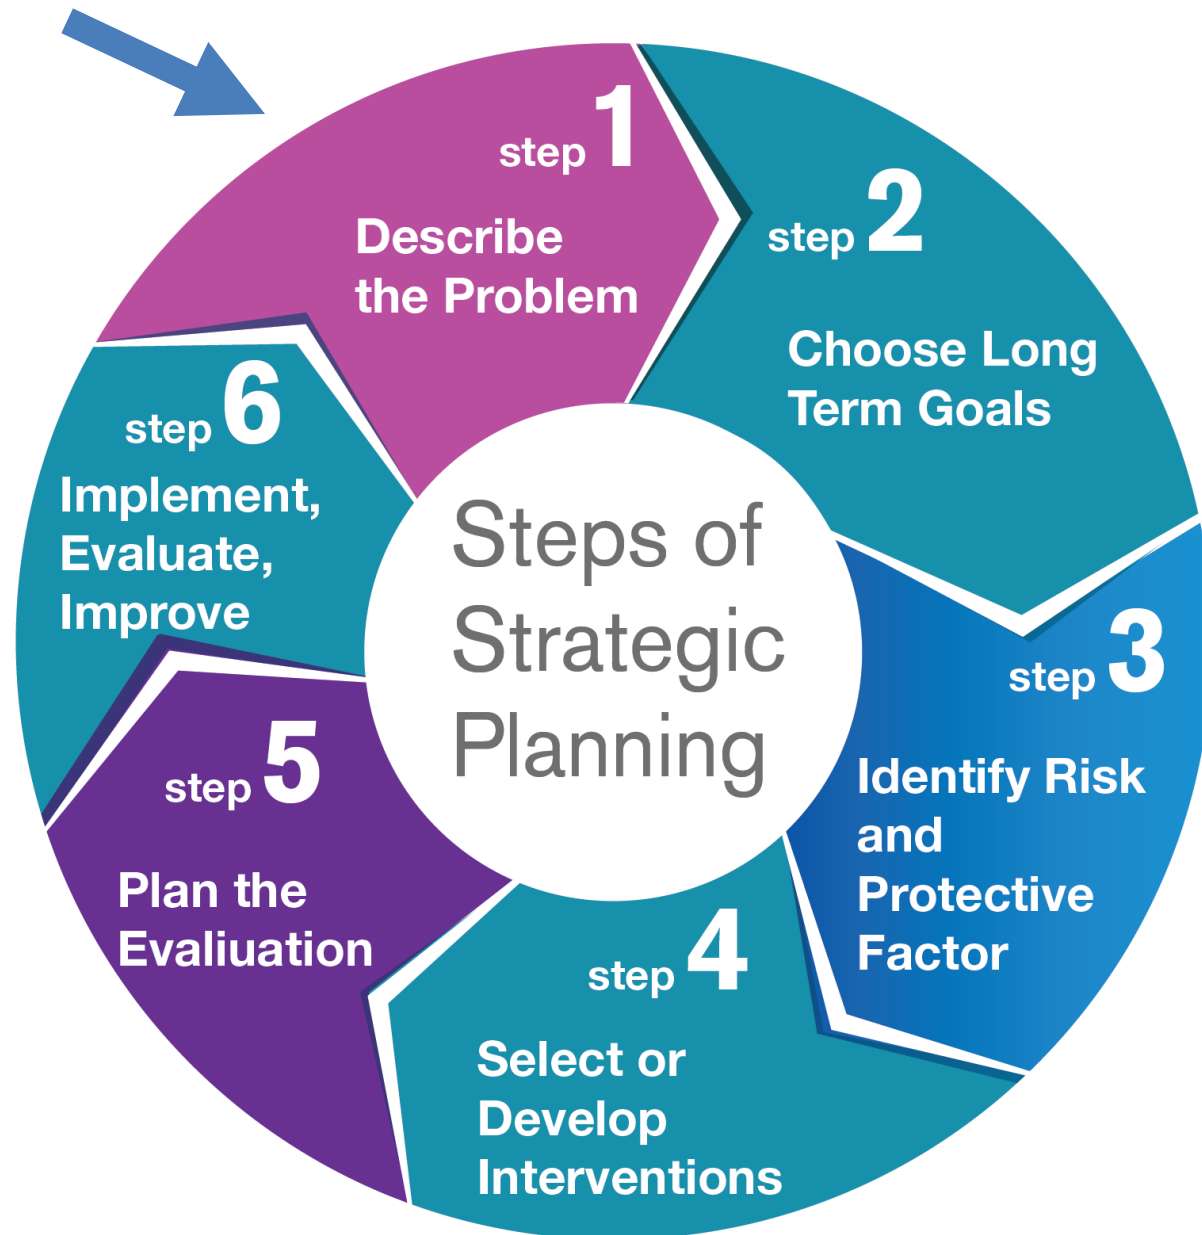 step 1
Describe
the Problem
step 2
Choose Long
Term Goals
step 3
Identify Risk
and
Protective
Factor
step 4
Select or
Develop
Interventions
step 5
Plan the
Evaliuation
step 6
Implement,
Evaluate,
Improve
Steps of
Strategic
Planning